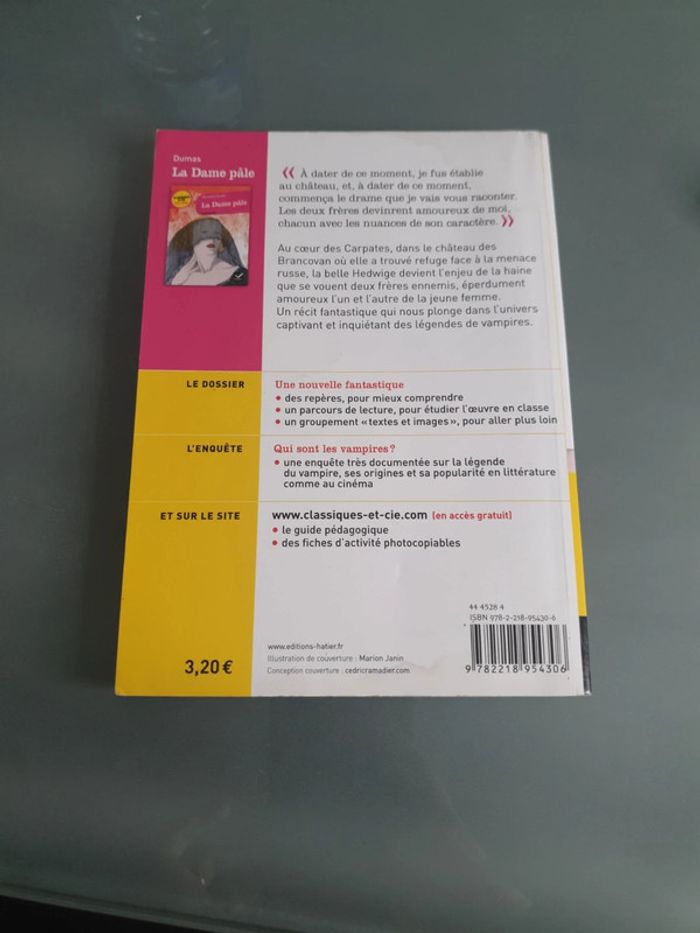 Dumas
La Dame pâle
La Dame pâle
« À dater de ce moment, je fus établie
au château, et, à dater de ce moment,
commença le drame que je vais vous raconter.
Les deux frères devinrent amoureux de moi,
chacun avec les nuances de son caractère. »
Au cœur des Carpates, dans le château des
Brancovan où elle a trouvé refuge face à la menace
russe, la belle Hedwige devient l'enjeu de la haine
que se vouent deux frères ennemis, éperdument
amoureux l'un et l'autre de la jeune femme.
Un récit fantastique qui nous plonge dans l'univers
captivant et inquiétant des légendes de vampires.
LE DOSSIER
Une nouvelle fantastique
• des repères, pour mieux comprendre
• un parcours de lecture, pour étudier l'œuvre en classe
• un groupement «textes et images», pour aller plus loin
L'ENQUÊTE
Qui sont les vampires?
• une enquête très documentée sur la légende
du vampire, ses origines et sa popularité en littérature
comme au cinéma
ET SUR LE SITE
www.classiques-et-cie.com (en accès gratuit)
• le guide pédagogique
• des fiches d'activité photocopiables
44 4528 4
ISBN 978-2-218-95430-6
www.editions-hatier.fr
Illustration de couverture : Marion Janin
Conception couverture : cedricramadier.com
3,20 €
9 782218 954306